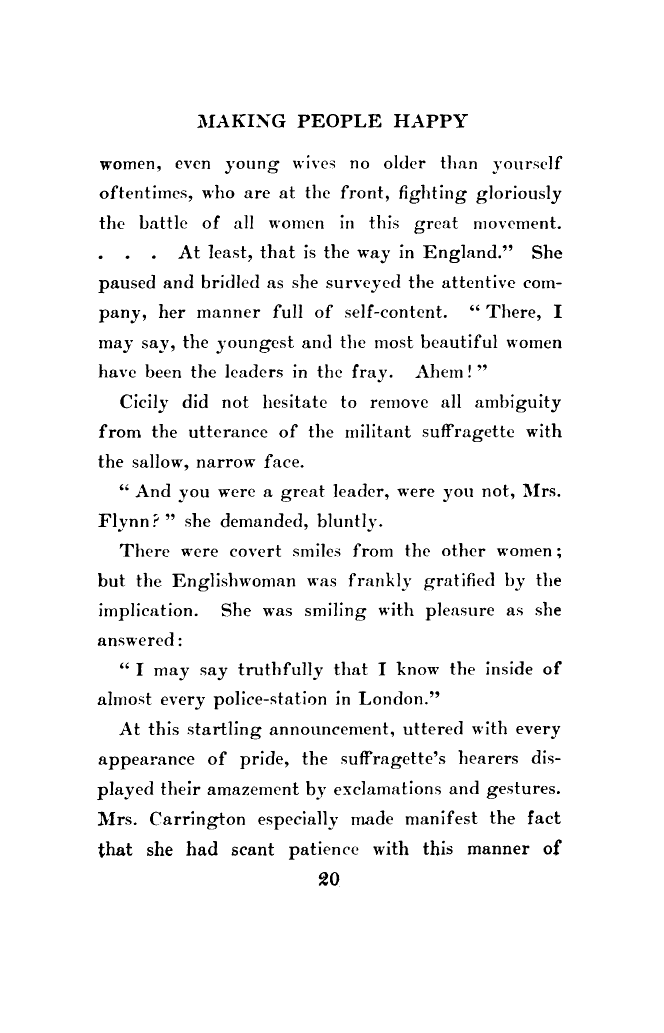 MAKING PEOPLE HAPPY
women, even young wives no older than yourself
oftentimes, who are at the front, fighting gloriously
the battle of all women in this great movement.
. . . At least, that is the way in England.” She
paused and bridled as she surveyed the attentive com-
pany, her manner full of self-content. “ There, I
may say, the youngest and the most beautiful women
have been the leaders in the fray. Ahem ! ”
Cicily did not hesitate to remove all ambiguity
from the utterance of the militant suffragette with
the sallow, narrow face.
“ And you were a great leader, were you not, Mrs.
Flynn? ” she demanded, bluntly.
There were covert smiles from the other women ;
but the Englishwoman was frankly gratified by the
implication. She was smiling with pleasure as she
answered :
“ I may say truthfully that I know the inside of
almost every police-station in London.”
At this startling announcement, uttered with every
appearance of pride, the suffragette’s hearers dis-
played their amazement by exclamations and gestures.
Mrs. Carrington especially made manifest the fact
that she had scant patience with this manner of
20